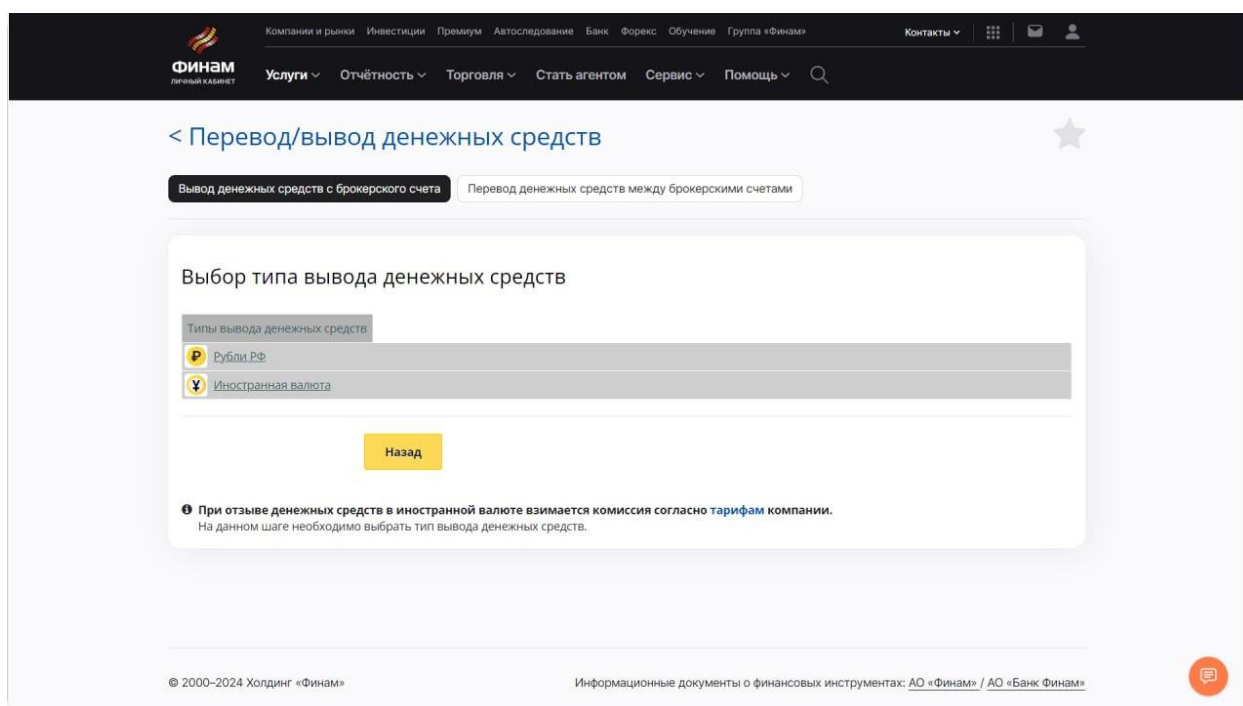 Компании и рынки Инвестиции Премиум Автоследование Банк Форекс Обучение Группа «Финам» Контакты
ФИНАМ
ЛИЧНЫЙ КАБИНЕТ
Услуги Отчётность Торговля Стать агентом Сервис Помощь
< Перевод/вывод денежных средств
Вывод денежных средств с брокерского счета Перевод денежных средств между брокерскими счетами
Выбор типа вывода денежных средств
Типы вывода денежных средств
₽ Рубли РФ
¥ Иностранная валюта
Назад
При отзыве денежных средств в иностранной валюте взимается комиссия согласно тарифам компании.
На данном шаге необходимо выбрать тип вывода денежных средств.
© 2000–2024 Холдинг «Финам» Информационные документы о финансовых инструментах: АО «Финам» / АО «Банк Финам»